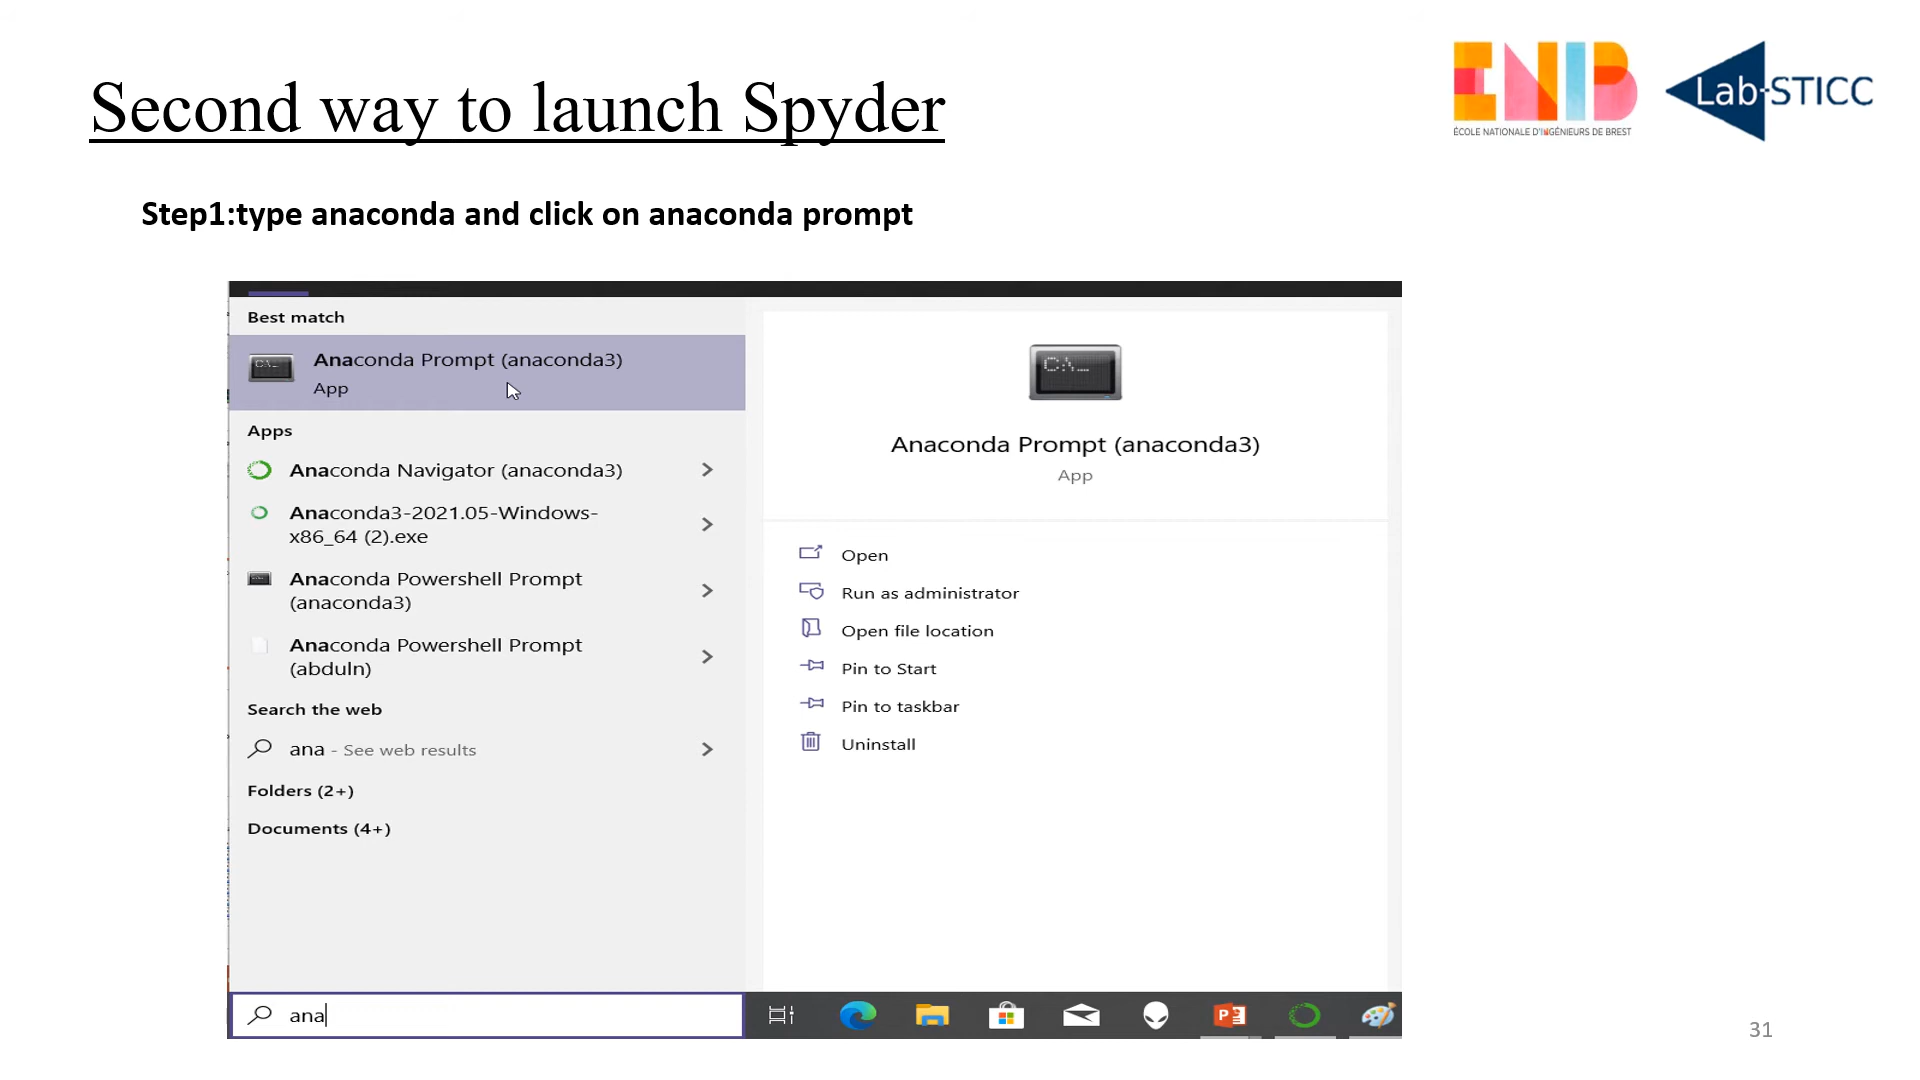 Second way to launch Spyder
ENIB
ÉCOLE NATIONALE D'INGÉNIEURS DE BREST
Lab-STICC
Step1:type anaconda and click on anaconda prompt
Best match
Anaconda Prompt (anaconda3)
App
Apps
Anaconda Navigator (anaconda3)
Anaconda3-2021.05-Windows-
x86_64 (2).exe
Anaconda Powershell Prompt
(anaconda3)
Anaconda Powershell Prompt
(abduln)
Search the web
ana - See web results
Folders (2+)
Documents (4+)
ana
C:\_
Anaconda Prompt (anaconda3)
App
Open
Run as administrator
Open file location
Pin to Start
Pin to taskbar
Uninstall
31